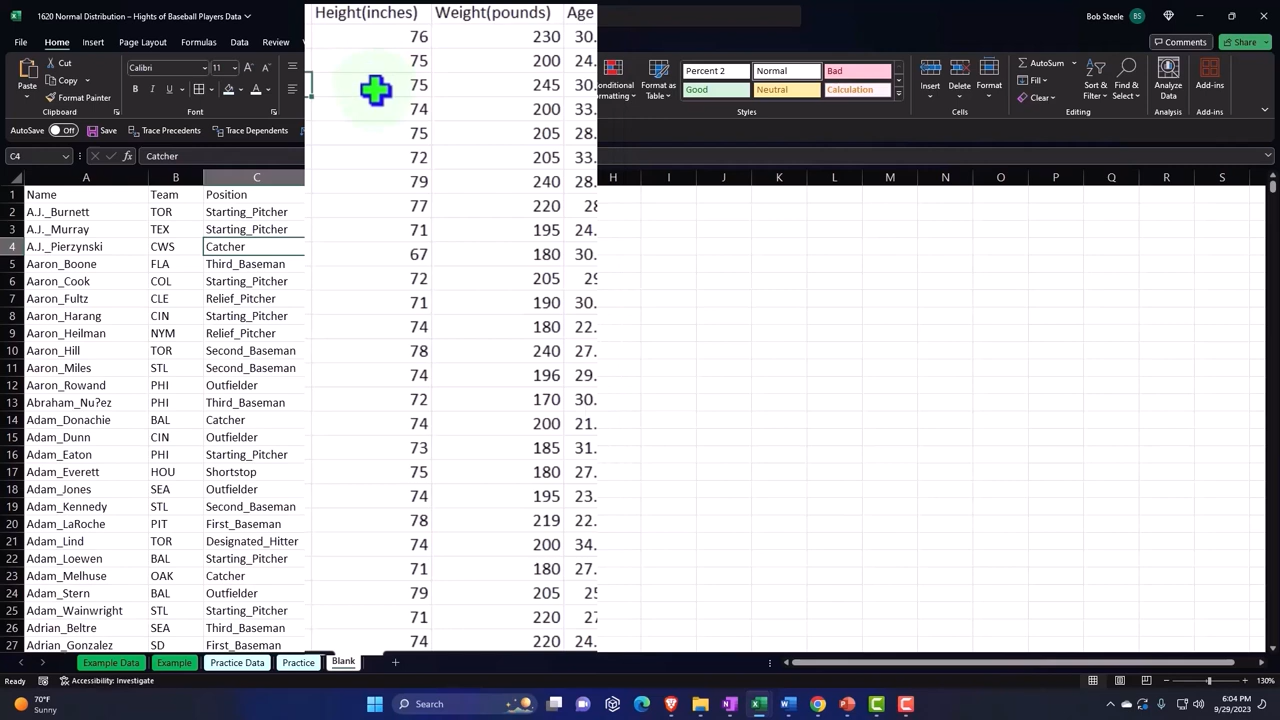 1620 Normal Distribution – Highs of Baseball Players Data
Bob Steele BS
File Home Insert Page Layout Formulas Data Review
Comments Share
Cut
Copy
Format Painter
Clipboard
Calibri 11
Font
Conditional Formatting
Format as Table
Percent 2 Normal Bad
Good Neutral Calculation
Styles
Insert Delete Format
Cells
AutoSum
Fill
Clear
Sort & Filter
Find & Select
Editing
Data Analysis
Analysis
Add-ins
Add-ins
AutoSave Off Save Trace Precedents Trace Dependents
C4 fx Catcher
A B C H I J K L M N O P Q R S
Name Team Position
2 A.J._Burnett TOR Starting_Pitcher
3 A.J._Murray TEX Starting_Pitcher
4 A.J._Pierzynski CWS Catcher
5 Aaron_Boone FLA Third_Baseman
6 Aaron_Cook COL Starting_Pitcher
7 Aaron_Fultz CLE Relief_Pitcher
8 Aaron_Harang CIN Starting_Pitcher
9 Aaron_Heilman NYM Relief_Pitcher
10 Aaron_Hill TOR Second_Baseman
11 Aaron_Miles STL Second_Baseman
12 Aaron_Rowand PHI Outfielder
13 Abraham_Nu?ez PHI Third_Baseman
14 Adam_Donachie BAL Catcher
15 Adam_Dunn CIN Outfielder
16 Adam_Eaton PHI Starting_Pitcher
17 Adam_Everett HOU Shortstop
18 Adam_Jones SEA Outfielder
19 Adam_Kennedy STL Second_Baseman
20 Adam_LaRoche PIT First_Baseman
21 Adam_Lind TOR Designated_Hitter
22 Adam_Loewen BAL Starting_Pitcher
23 Adam_Melhuse OAK Catcher
24 Adam_Stern BAL Outfielder
25 Adam_Wainwright STL Starting_Pitcher
26 Adrian_Beltre SEA Third_Baseman
27 Adrian_Gonzalez SD First_Baseman
Height(inches) Weight(pounds) Age
76 230 30.
75 200 24.
75 245 30.
74 200 33.
75 205 28.
72 205 33.
79 240 28.
77 220 28
71 195 24.
67 180 30.
72 205 29
71 190 30.
74 180 22.
78 240 27.
74 196 29.
72 170 30.
74 200 21.
73 185 31.
75 180 27.
74 195 23.
78 219 22.
74 200 34.
71 180 27.
79 205 25
71 220 27
74 220 24.
Example Data Example Practice Data Practice Blank
Ready Accessibility: Investigate 130%
70°F
Sunny
Search
6:04 PM
9/29/2023